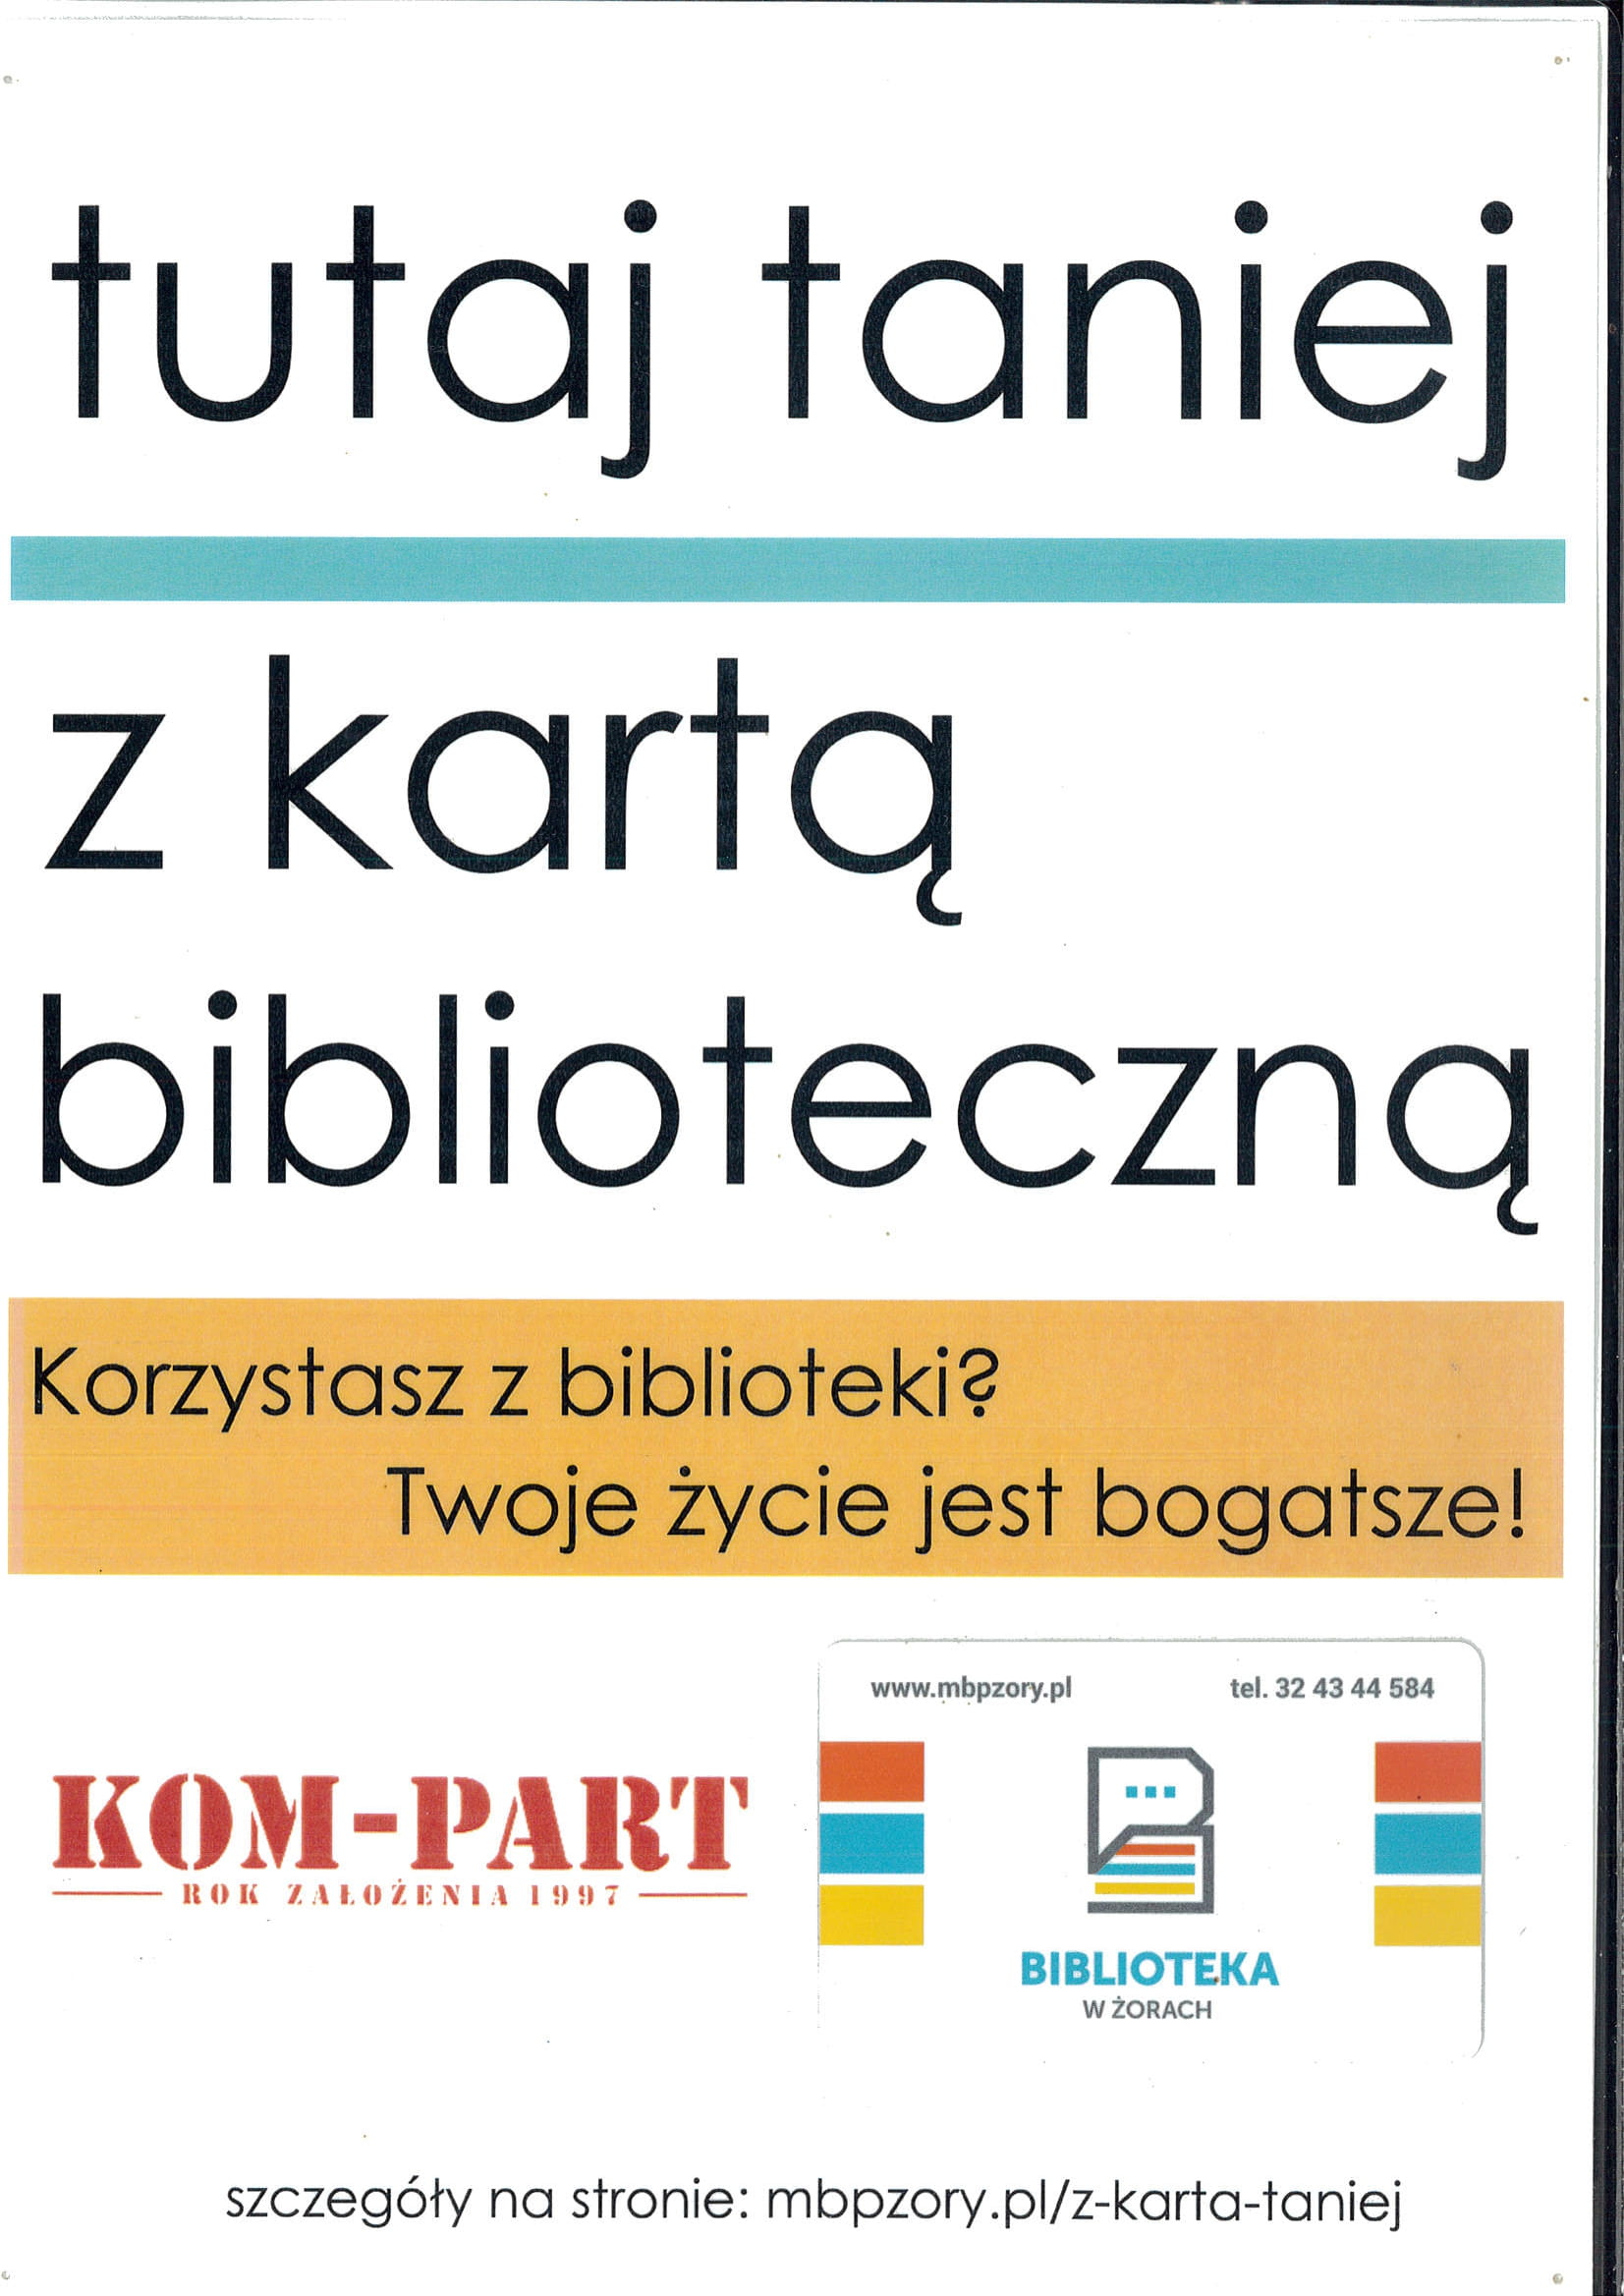 tutaj taniej
z kartą
biblioteczną
Korzystasz z biblioteki?
Twoje życie jest bogatsze!
www.mbpzory.pl tel. 32 43 44 584
KOM-PART
ROK ZAŁOŻENIA 1997
BIBLIOTEKA
W ŻORACH
szczegóły na stronie: mbpzory.pl/z-karta-taniej